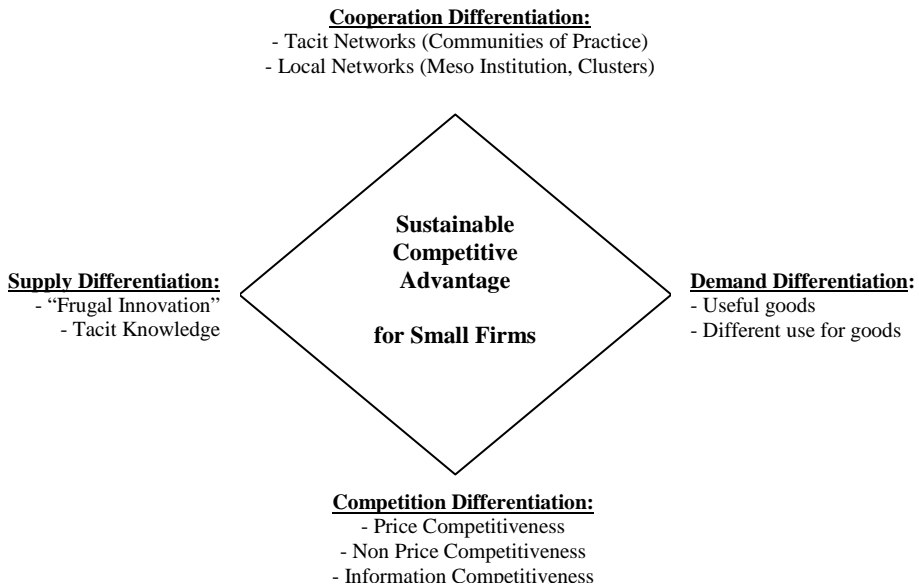 Cooperation Differentiation:
- Tacit Networks (Communities of Practice)
- Local Networks (Meso Institution, Clusters)
Sustainable
Competitive
Advantage
for Small Firms
Supply Differentiation:
- “Frugal Innovation”
- Tacit Knowledge
Demand Differentiation:
- Useful goods
- Different use for goods
Competition Differentiation:
- Price Competitiveness
- Non Price Competitiveness
- Information Competitiveness